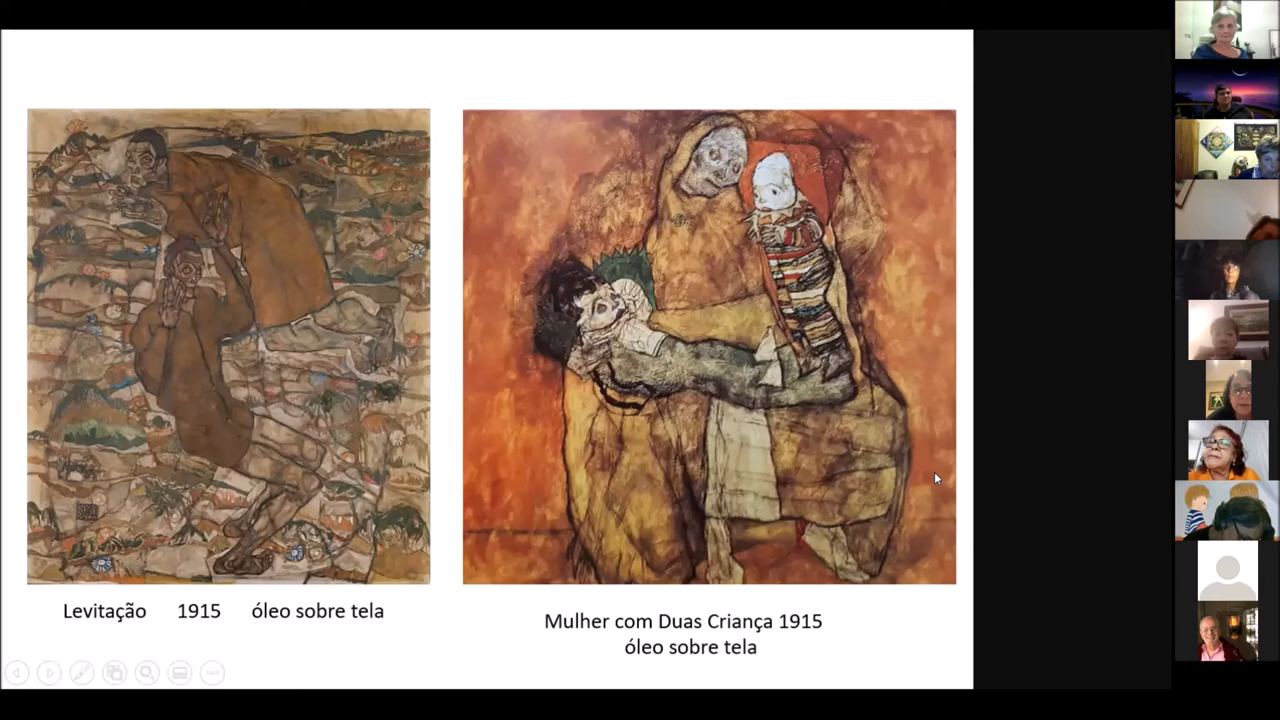 Levitação 1915 óleo sobre tela
Mulher com Duas Criança 1915
óleo sobre tela